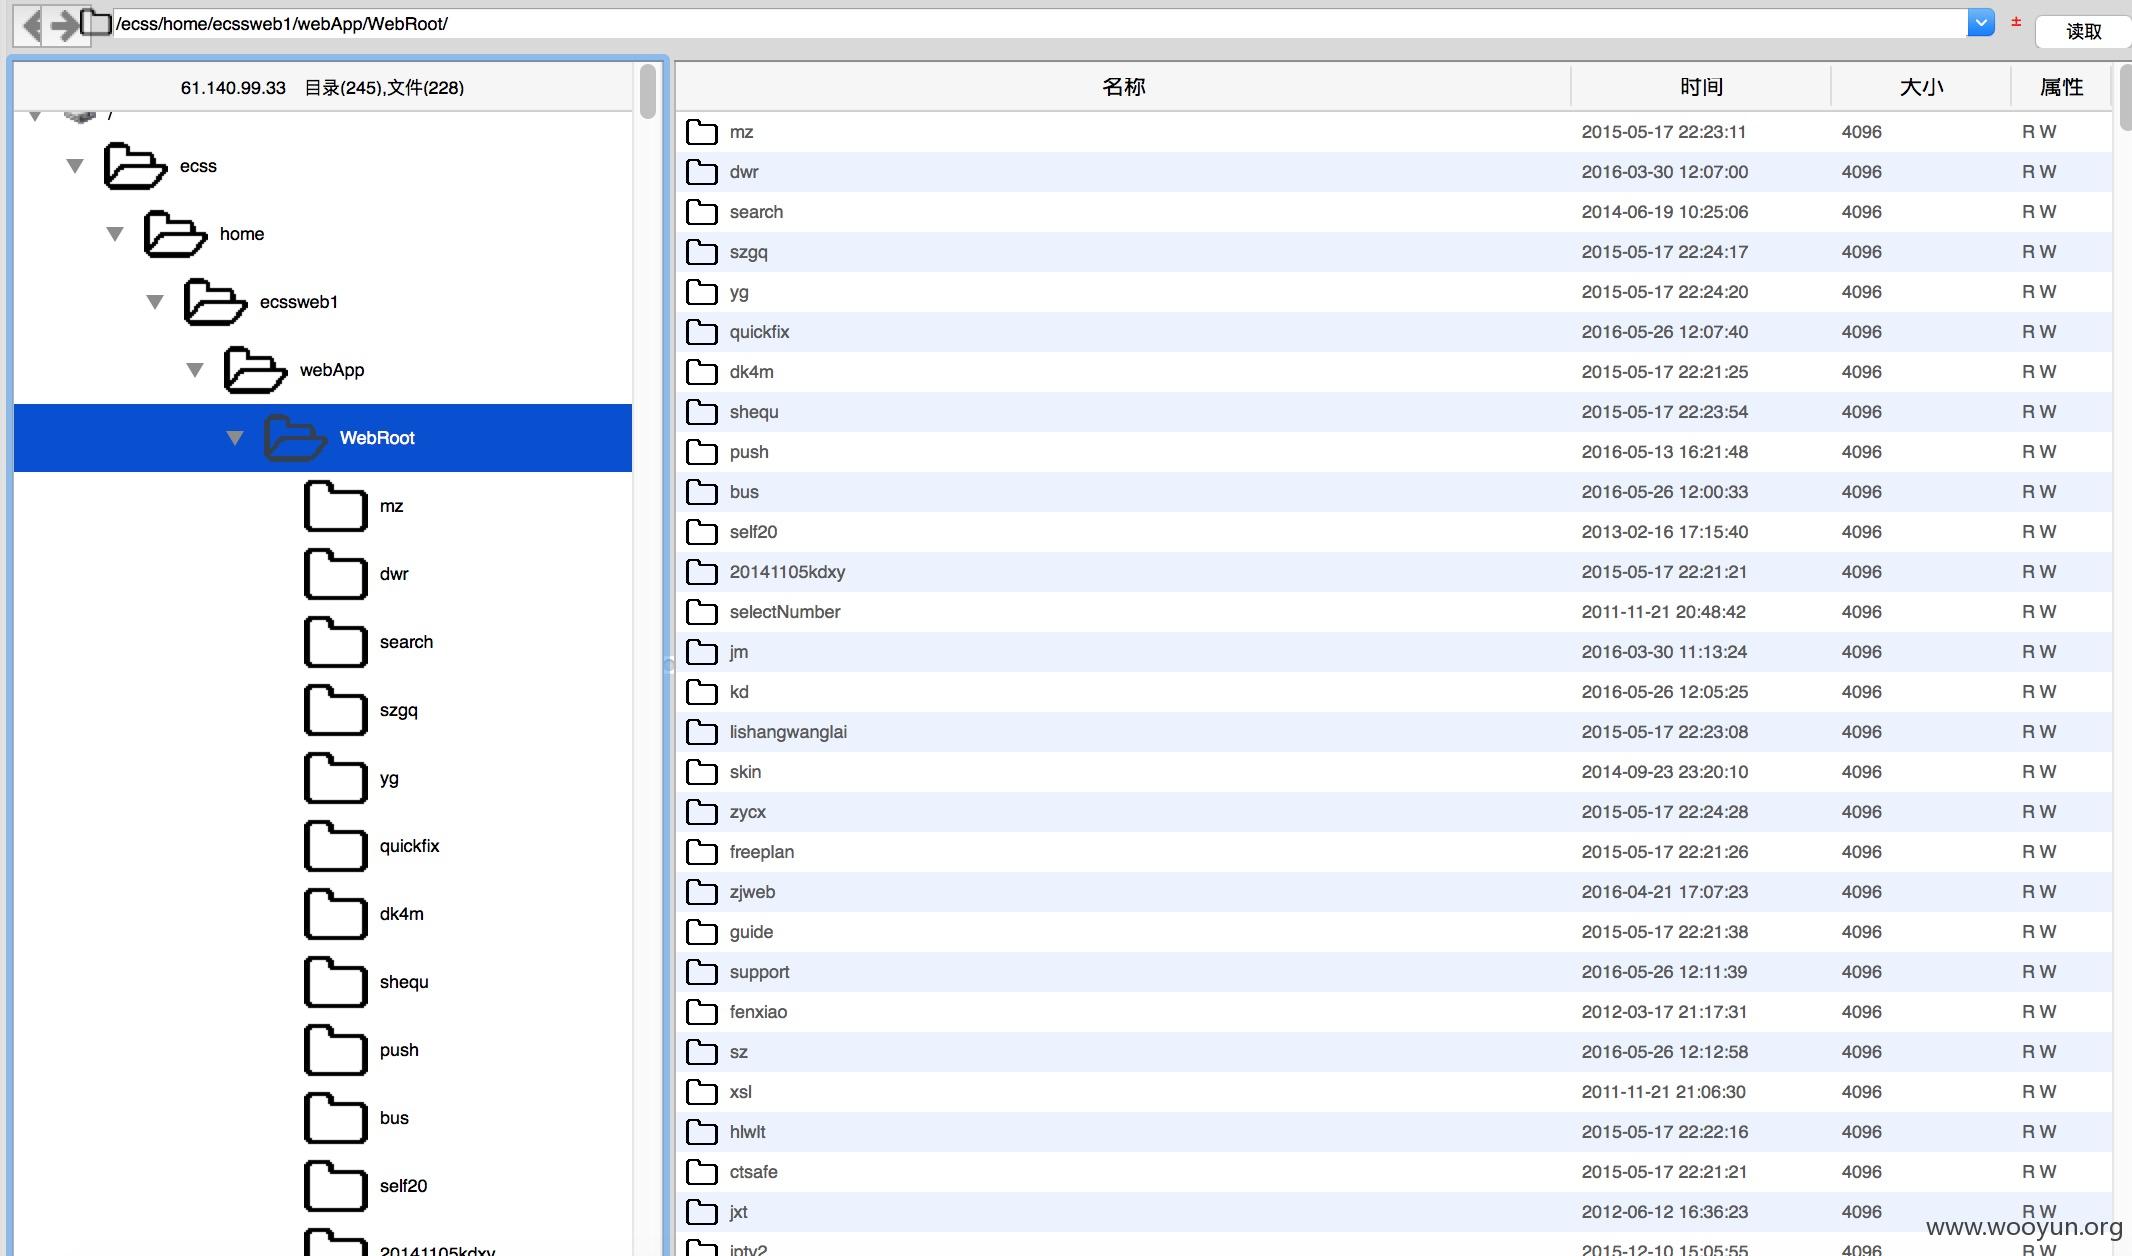 /ecss/home/ecssweb1/webApp/WebRoot/
±
读取
61.140.99.33 目录(245),文件(228)
/
ecss
home
ecssweb1
webApp
WebRoot
mz
dwr
search
szgq
yg
quickfix
dk4m
shequ
push
bus
self20
20141105kdxy
名称 时间 大小 属性
mz 2015-05-17 22:23:11 4096 R W
dwr 2016-03-30 12:07:00 4096 R W
search 2014-06-19 10:25:06 4096 R W
szgq 2015-05-17 22:24:17 4096 R W
yg 2015-05-17 22:24:20 4096 R W
quickfix 2016-05-26 12:07:40 4096 R W
dk4m 2015-05-17 22:21:25 4096 R W
shequ 2015-05-17 22:23:54 4096 R W
push 2016-05-13 16:21:48 4096 R W
bus 2016-05-26 12:00:33 4096 R W
self20 2013-02-16 17:15:40 4096 R W
20141105kdxy 2015-05-17 22:21:21 4096 R W
selectNumber 2011-11-21 20:48:42 4096 R W
jm 2016-03-30 11:13:24 4096 R W
kd 2016-05-26 12:05:25 4096 R W
lishangwanglai 2015-05-17 22:23:08 4096 R W
skin 2014-09-23 23:20:10 4096 R W
zycx 2015-05-17 22:24:28 4096 R W
freeplan 2015-05-17 22:21:26 4096 R W
zjweb 2016-04-21 17:07:23 4096 R W
guide 2015-05-17 22:21:38 4096 R W
support 2016-05-26 12:11:39 4096 R W
fenxiao 2012-03-17 21:17:31 4096 R W
sz 2016-05-26 12:12:58 4096 R W
xsl 2011-11-21 21:06:30 4096 R W
hlwlt 2015-05-17 22:22:16 4096 R W
ctsafe 2015-05-17 22:21:21 4096 R W
jxt 2012-06-12 16:36:23 4096 R W
iptv2 2015-12-10 15:05:55 4096 R W
www.wooyun.org